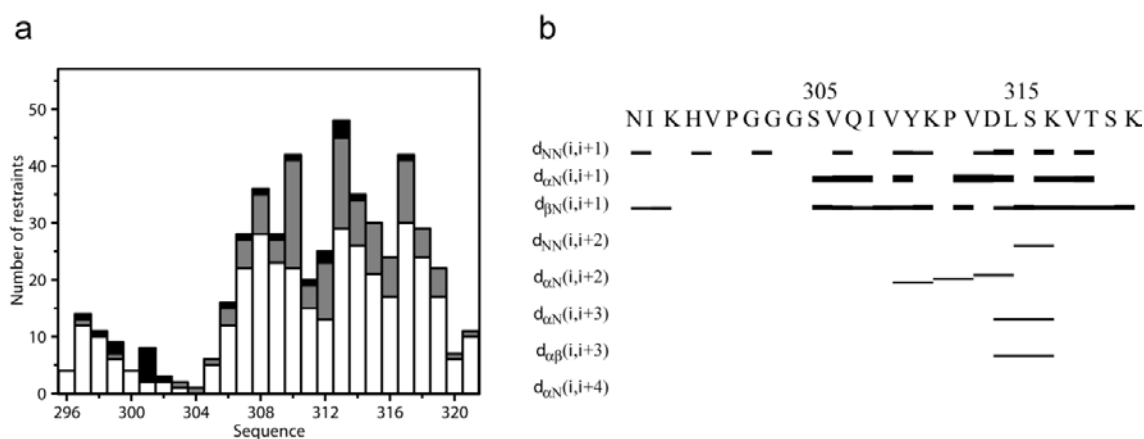 a
Number of restraints
50
40
30
20
10
0
296 300 304 308 312 316 320
Sequence
b
305 315
N I K H V P G G G S V Q I V Y K P V D L S K V T S K
dNN(i,i+1)
dαN(i,i+1)
dβN(i,i+1)
dNN(i,i+2)
dαN(i,i+2)
dαN(i,i+3)
dαβ(i,i+3)
dαN(i,i+4)